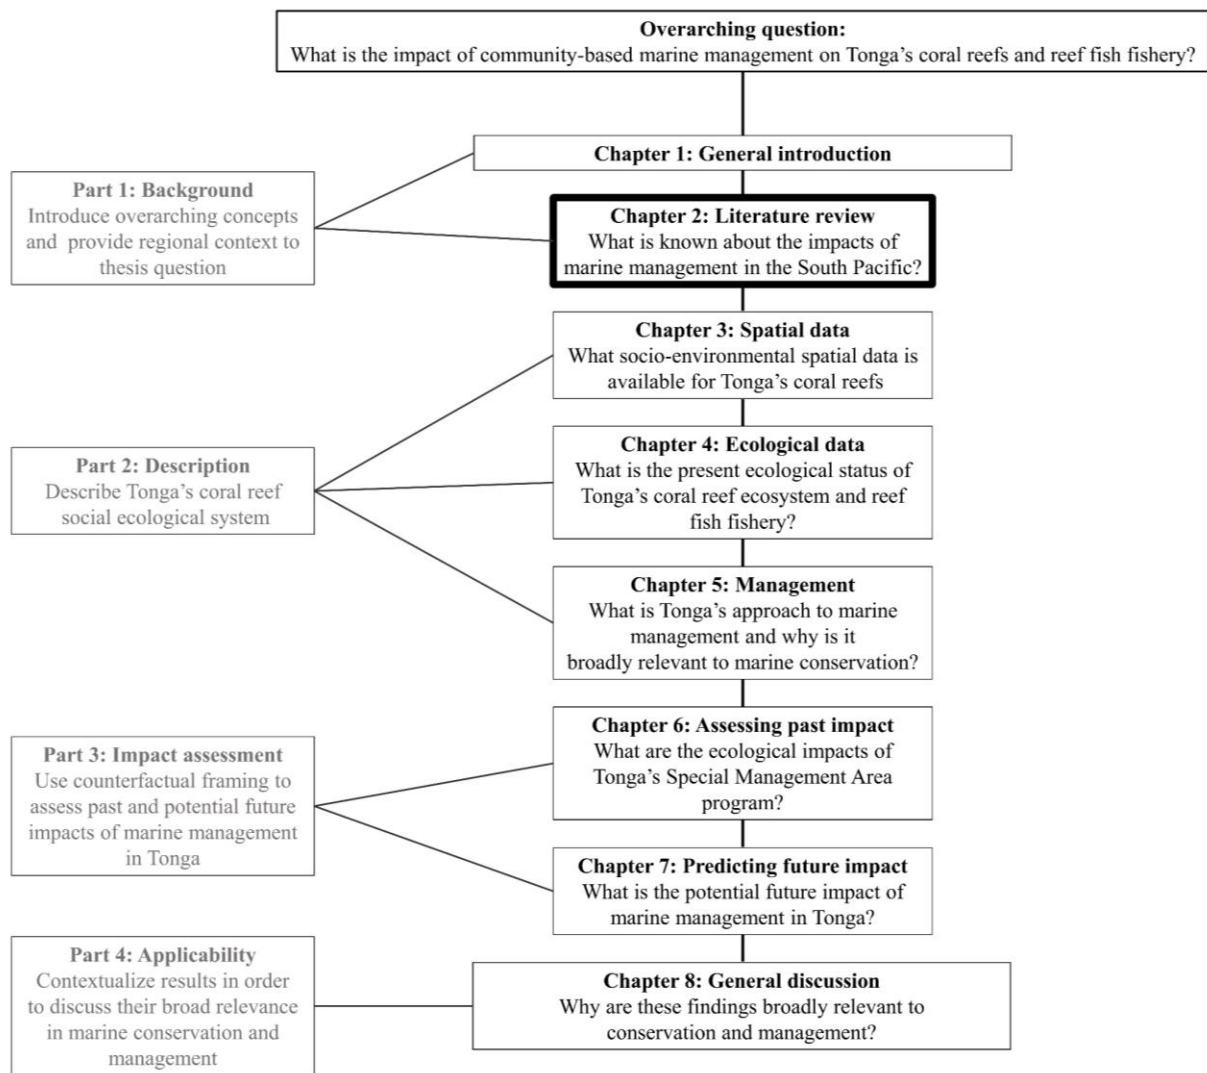 Overarching question:
What is the impact of community-based marine management on Tonga’s coral reefs and reef fish fishery?
Chapter 1: General introduction
Part 1: Background
Introduce overarching concepts
and provide regional context to
thesis question
Chapter 2: Literature review
What is known about the impacts of
marine management in the South Pacific?
Chapter 3: Spatial data
What socio-environmental spatial data is
available for Tonga’s coral reefs
Part 2: Description
Describe Tonga’s coral reef
social ecological system
Chapter 4: Ecological data
What is the present ecological status of
Tonga’s coral reef ecosystem and reef
fish fishery?
Chapter 5: Management
What is Tonga’s approach to marine
management and why is it
broadly relevant to marine conservation?
Part 3: Impact assessment
Use counterfactual framing to
assess past and potential future
impacts of marine management
in Tonga
Chapter 6: Assessing past impact
What are the ecological impacts of
Tonga’s Special Management Area
program?
Chapter 7: Predicting future impact
What is the potential future impact of
marine management in Tonga?
Part 4: Applicability
Contextualize results in order
to discuss their broad relevance
in marine conservation and
management
Chapter 8: General discussion
Why are these findings broadly relevant to
conservation and management?